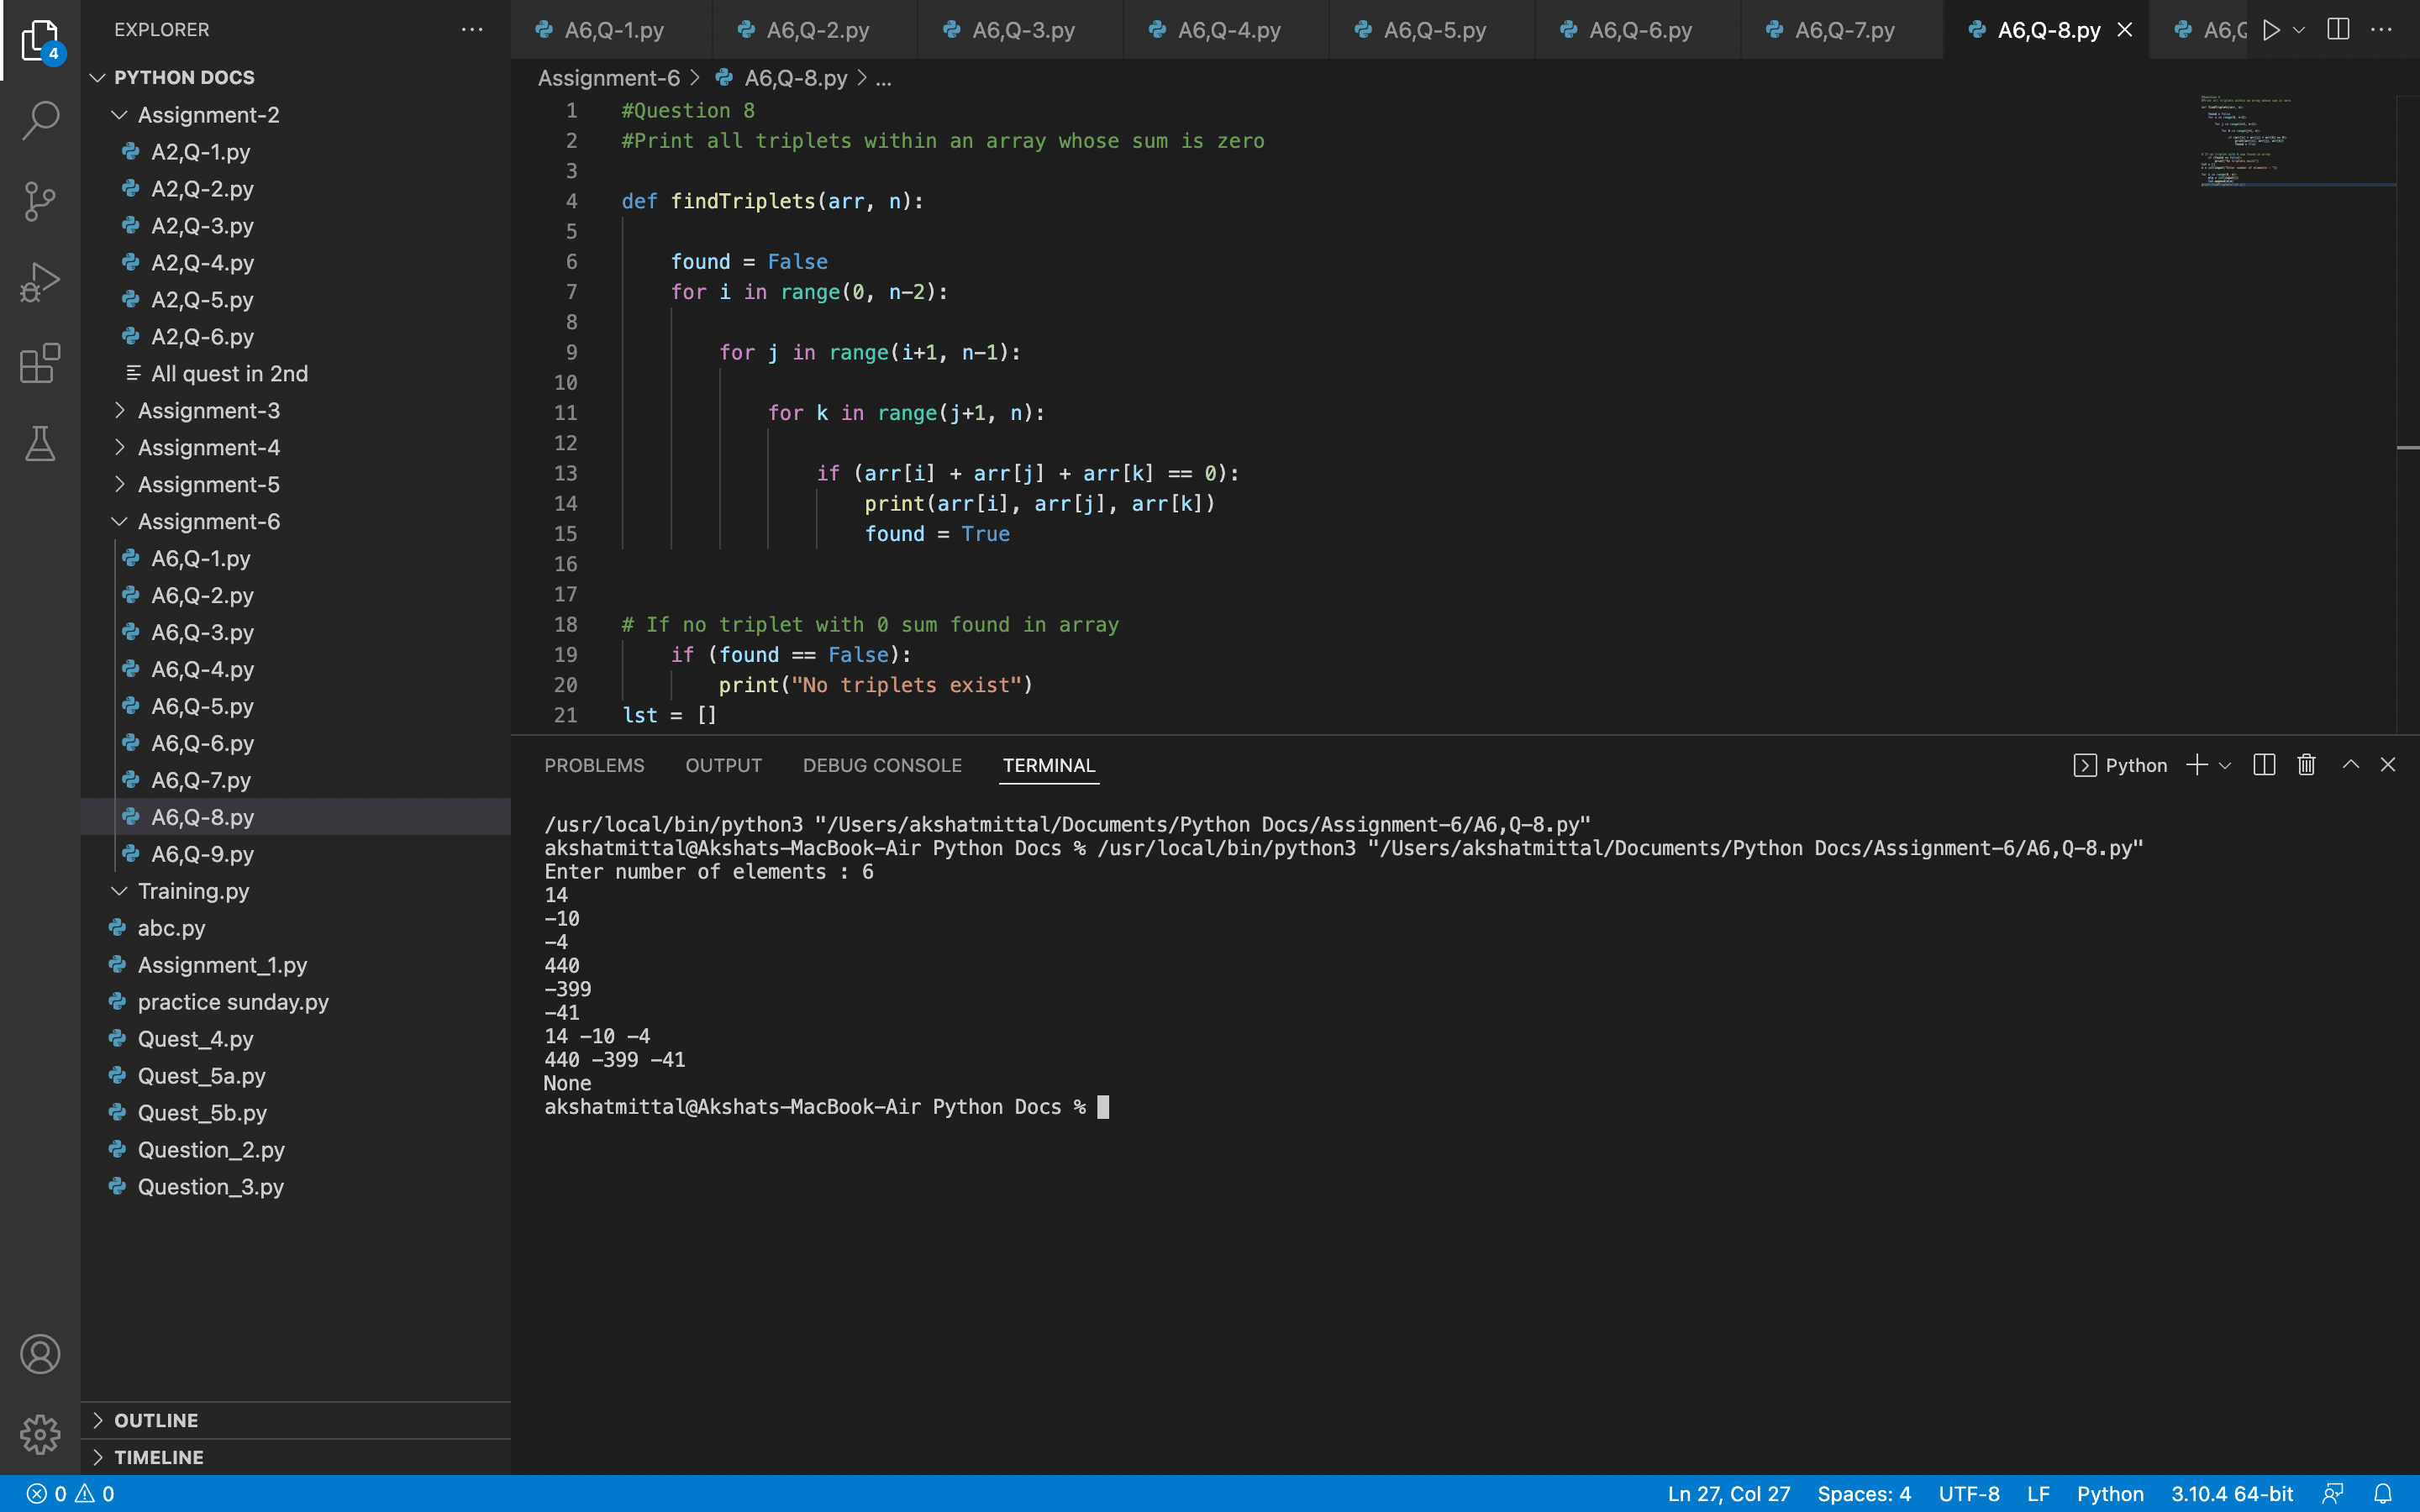 EXPLORER
4
PYTHON DOCS
Assignment-2
A2,Q-1.py
A2,Q-2.py
A2,Q-3.py
A2,Q-4.py
A2,Q-5.py
A2,Q-6.py
All quest in 2nd
Assignment-3
Assignment-4
Assignment-5
Assignment-6
A6,Q-1.py
A6,Q-2.py
A6,Q-3.py
A6,Q-4.py
A6,Q-5.py
A6,Q-6.py
A6,Q-7.py
A6,Q-8.py
A6,Q-9.py
Training.py
abc.py
Assignment_1.py
practice sunday.py
Quest_4.py
Quest_5a.py
Quest_5b.py
Question_2.py
Question_3.py
OUTLINE
TIMELINE
A6,Q-1.py A6,Q-2.py A6,Q-3.py A6,Q-4.py A6,Q-5.py A6,Q-6.py A6,Q-7.py A6,Q-8.py
Assignment-6 > A6,Q-8.py > ...
1 #Question 8
2 #Print all triplets within an array whose sum is zero
3
4 def findTriplets(arr, n):
5
6 found = False
7 for i in range(0, n-2):
8
9 for j in range(i+1, n-1):
10
11 for k in range(j+1, n):
12
13 if (arr[i] + arr[j] + arr[k] == 0):
14 print(arr[i], arr[j], arr[k])
15 found = True
16
17
18 # If no triplet with 0 sum found in array
19 if (found == False):
20 print("No triplets exist")
21 lst = []
PROBLEMS OUTPUT DEBUG CONSOLE TERMINAL Python
/usr/local/bin/python3 "/Users/akshatmittal/Documents/Python Docs/Assignment-6/A6,Q-8.py"
akshatmittal@Akshats-MacBook-Air Python Docs % /usr/local/bin/python3 "/Users/akshatmittal/Documents/Python Docs/Assignment-6/A6,Q-8.py"
Enter number of elements : 6
14
-10
-4
440
-399
-41
14 -10 -4
440 -399 -41
None
akshatmittal@Akshats-MacBook-Air Python Docs %
0 0 Ln 27, Col 27 Spaces: 4 UTF-8 LF Python 3.10.4 64-bit